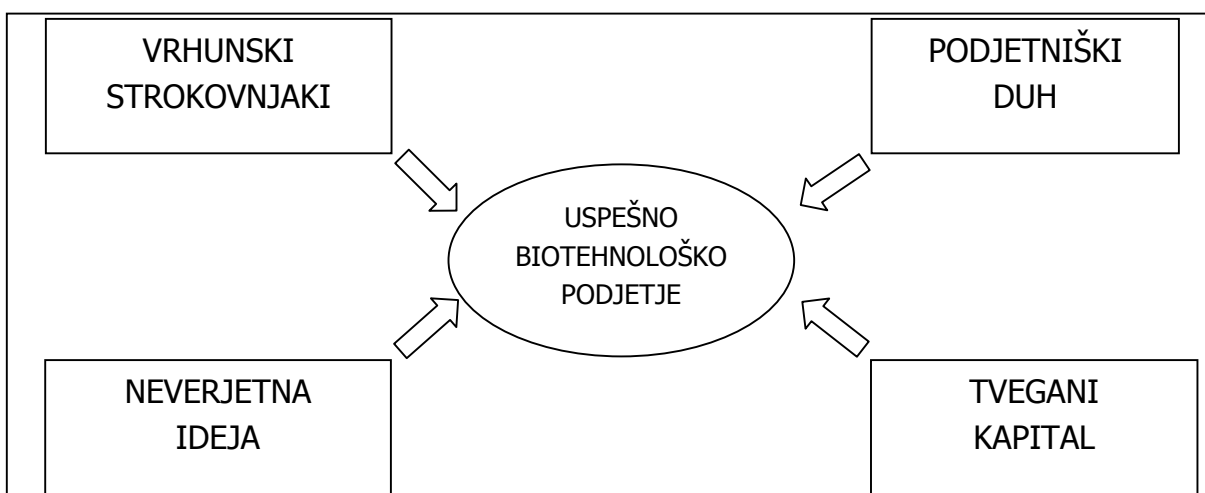 VRHUNSKI
STROKOVNJAKI
PODJETNIŠKI
DUH
USPEŠNO
BIOTEHNOLOŠKO
PODJETJE
NEVERJETNA
IDEJA
TVEGANI
KAPITAL